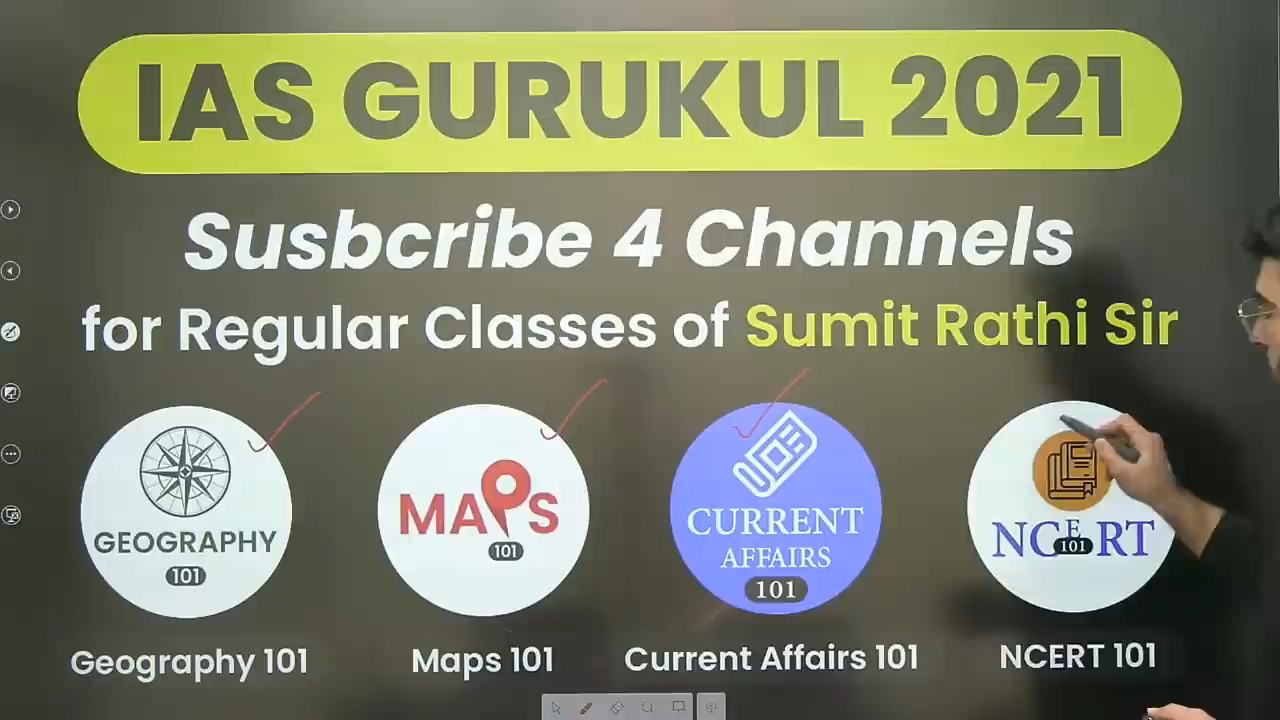 IAS GURUKUL 2021
Susbcribe 4 Channels
for Regular Classes of Sumit Rathi Sir
GEOGRAPHY
101
MAPS
101
CURRENT
AFFAIRS
101
NCERT
101
Geography 101
Maps 101
Current Affairs 101
NCERT 101